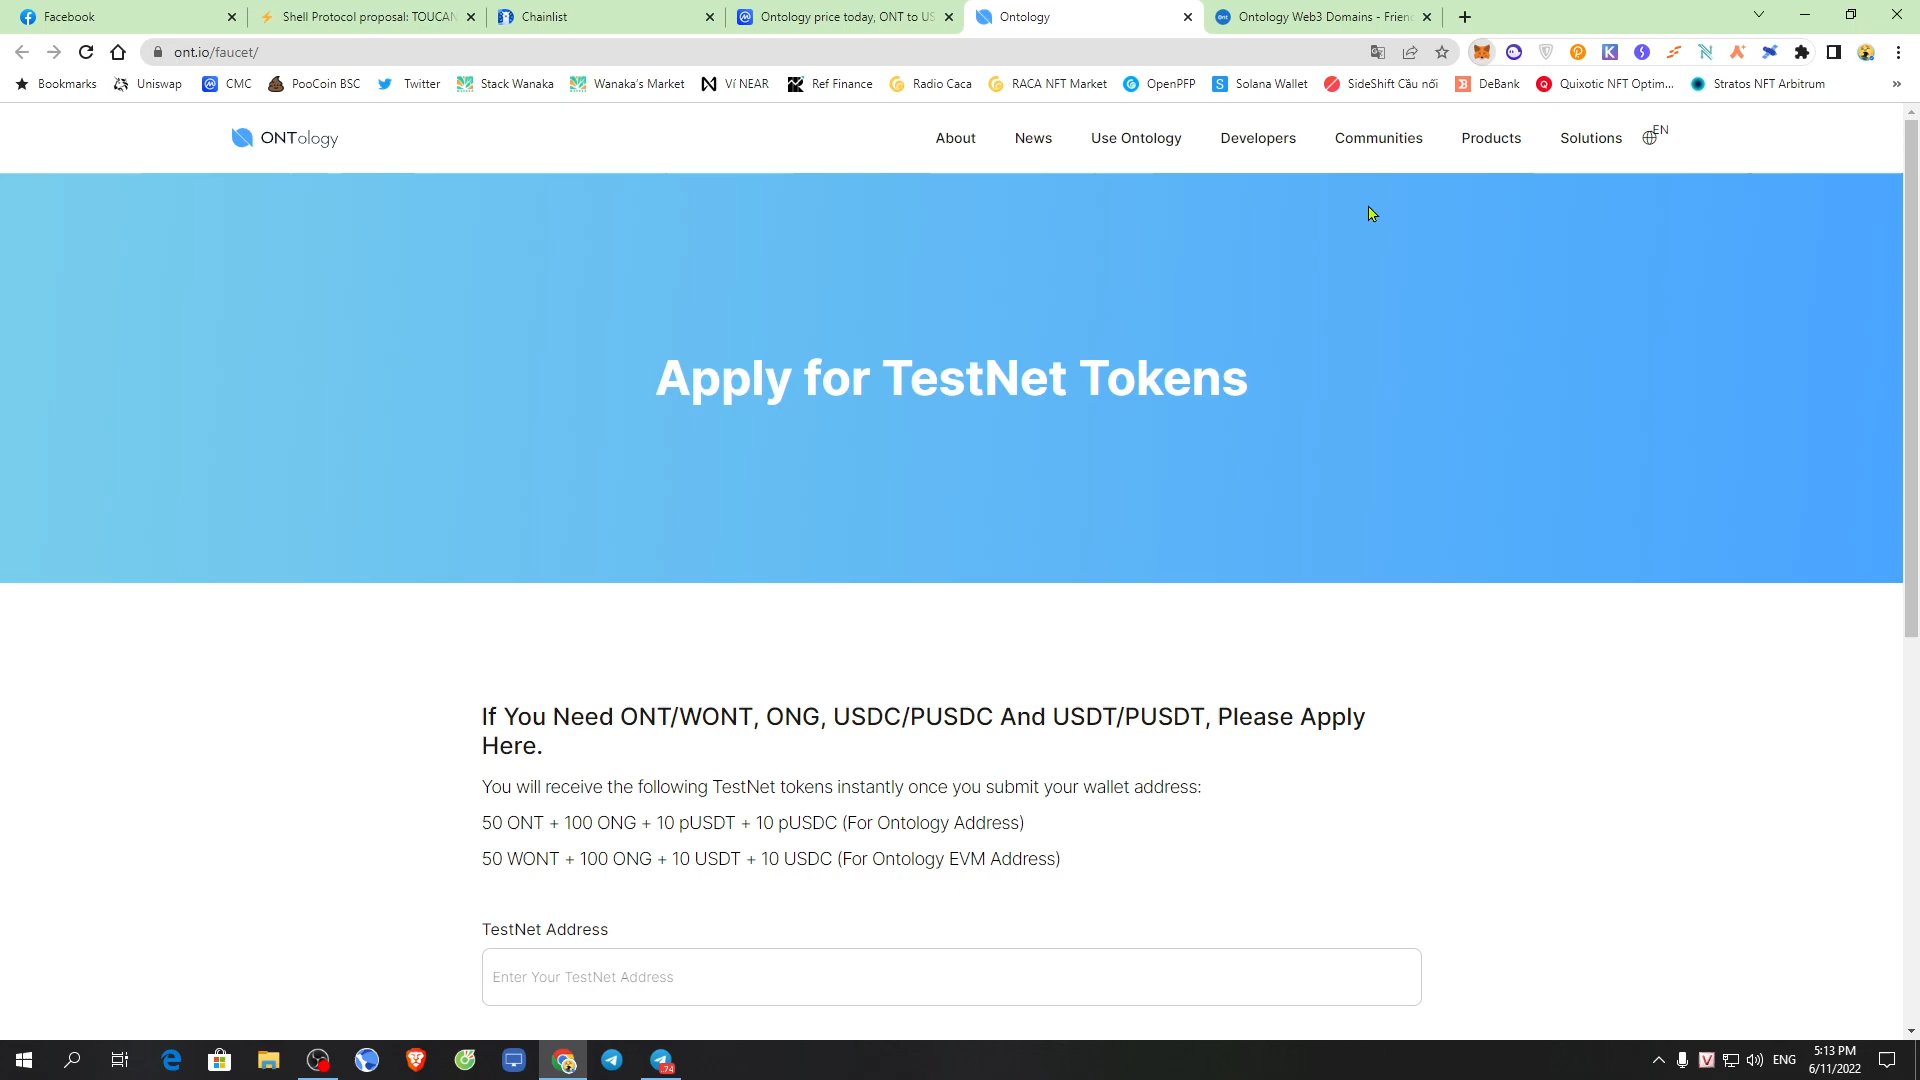 Facebook
Shell Protocol proposal: TOUCAN
Chainlist
Ontology price today, ONT to US
Ontology
Ontology Web3 Domains - Frien
ont.io/faucet/
Bookmarks
Uniswap
CMC
PooCoin BSC
Twitter
Stack Wanaka
Wanaka's Market
Ví NEAR
Ref Finance
Radio Caca
RACA NFT Market
OpenPFP
Solana Wallet
SideShift Cầu nối
DeBank
Quixotic NFT Optim...
Stratos NFT Arbitrum
»
ONTology
About
News
Use Ontology
Developers
Communities
Products
Solutions
EN
Apply for TestNet Tokens
If You Need ONT/WONT, ONG, USDC/PUSDC And USDT/PUSDT, Please Apply
Here.
You will receive the following TestNet tokens instantly once you submit your wallet address:
50 ONT + 100 ONG + 10 pUSDT + 10 pUSDC (For Ontology Address)
50 WONT + 100 ONG + 10 USDT + 10 USDC (For Ontology EVM Address)
TestNet Address
Enter Your TestNet Address
.74
ENG
5:13 PM
6/11/2022